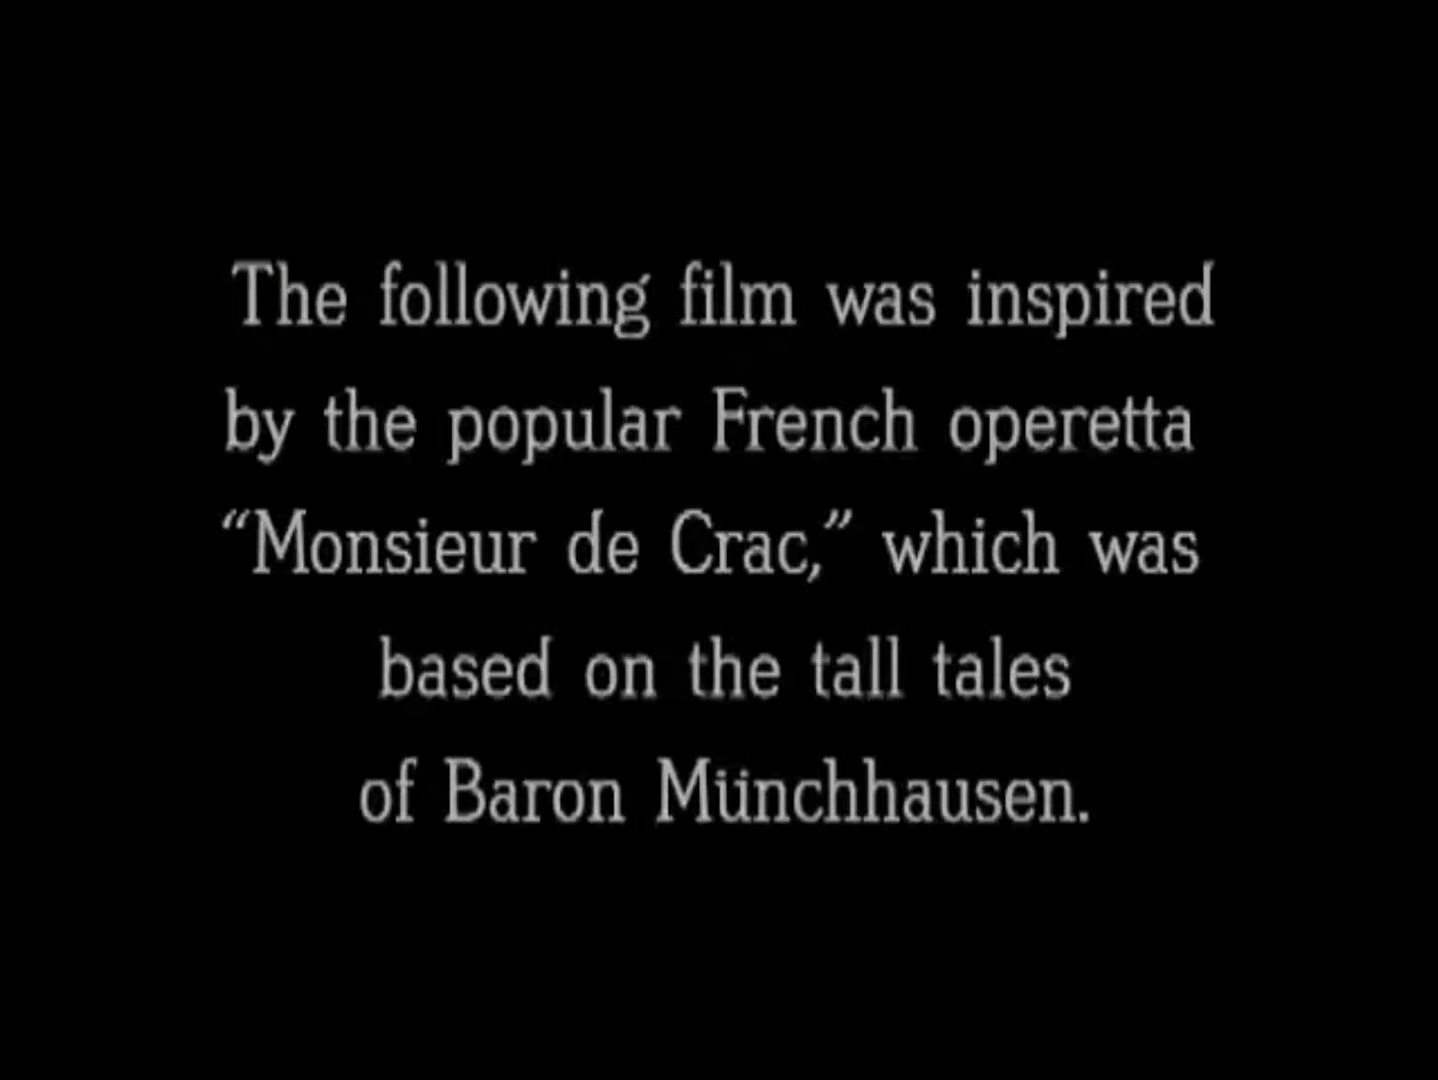 The following film was inspired
by the popular French operetta
“Monsieur de Crac,” which was
based on the tall tales
of Baron Münchhausen.